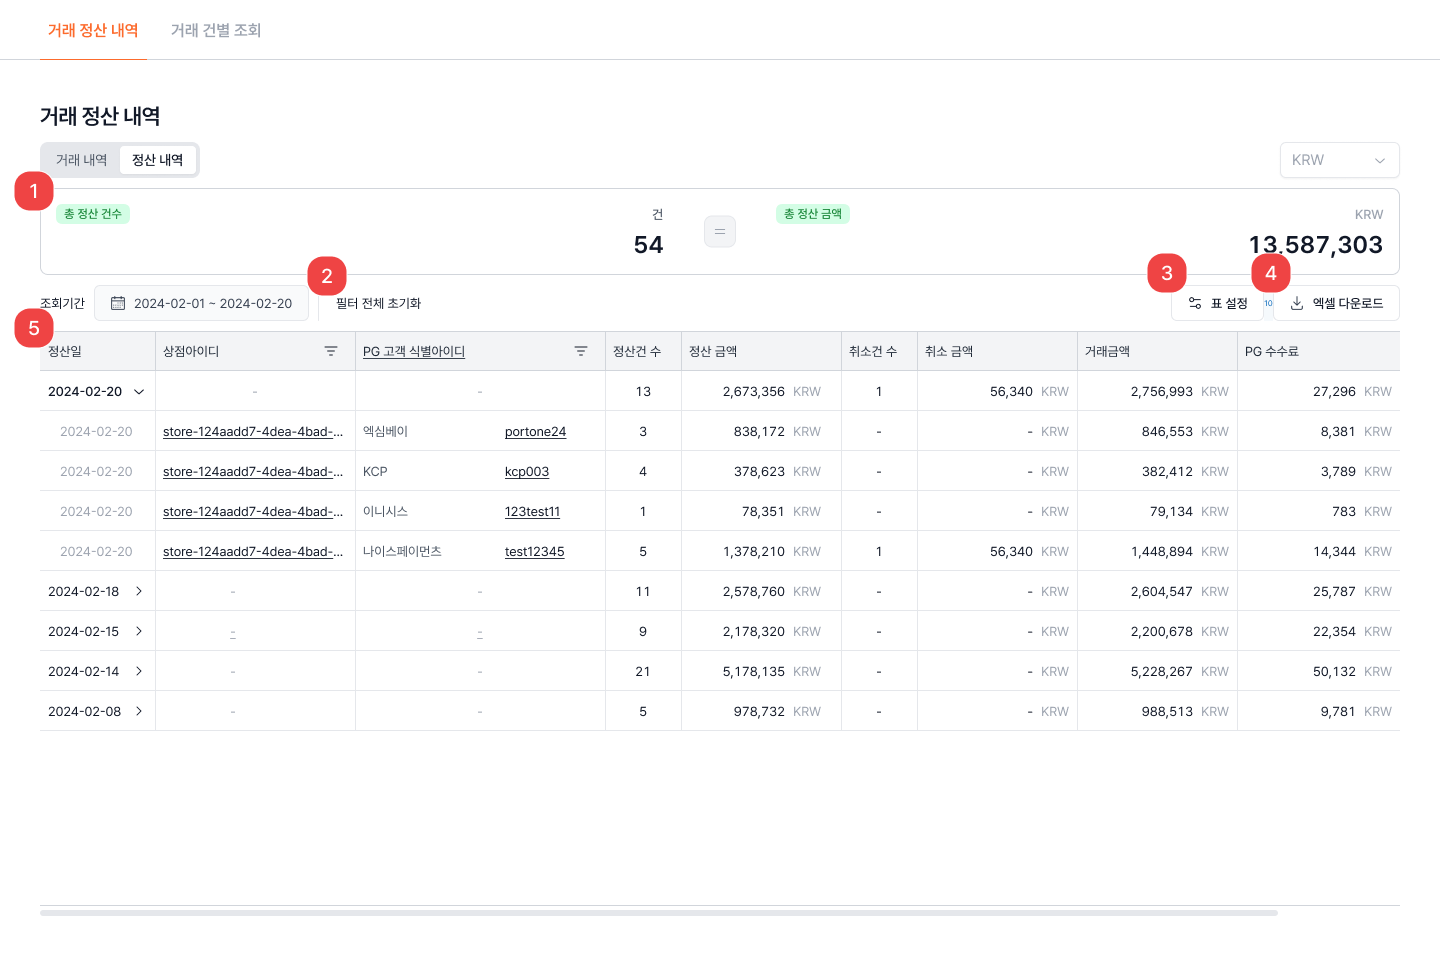 거래 정산 내역 거래 건별 조회
거래 정산 내역
거래 내역 정산 내역 KRW
1
총 정산 건수 건 총 정산 금액 KRW
54 = 13,587,303
2 3 4
조회기간 2024-02-01 ~ 2024-02-20 필터 전체 초기화 표 설정 10 엑셀 다운로드
5
정산일 상점아이디 PG 고객 식별아이디 정산건 수 정산 금액 취소건 수 취소 금액 거래금액 PG 수수료
2024-02-20 - - 13 2,673,356 KRW 1 56,340 KRW 2,756,993 KRW 27,296 KRW
2024-02-20 store-124aadd7-4dea-4bad-... 엑심베이 portone24 3 838,172 KRW - - KRW 846,553 KRW 8,381 KRW
2024-02-20 store-124aadd7-4dea-4bad-... KCP kcp003 4 378,623 KRW - - KRW 382,412 KRW 3,789 KRW
2024-02-20 store-124aadd7-4dea-4bad-... 이니시스 123test11 1 78,351 KRW - - KRW 79,134 KRW 783 KRW
2024-02-20 store-124aadd7-4dea-4bad-... 나이스페이먼츠 test12345 5 1,378,210 KRW 1 56,340 KRW 1,448,894 KRW 14,344 KRW
2024-02-18 - - 11 2,578,760 KRW - - KRW 2,604,547 KRW 25,787 KRW
2024-02-15 - - 9 2,178,320 KRW - - KRW 2,200,678 KRW 22,354 KRW
2024-02-14 - - 21 5,178,135 KRW - - KRW 5,228,267 KRW 50,132 KRW
2024-02-08 - - 5 978,732 KRW - - KRW 988,513 KRW 9,781 KRW